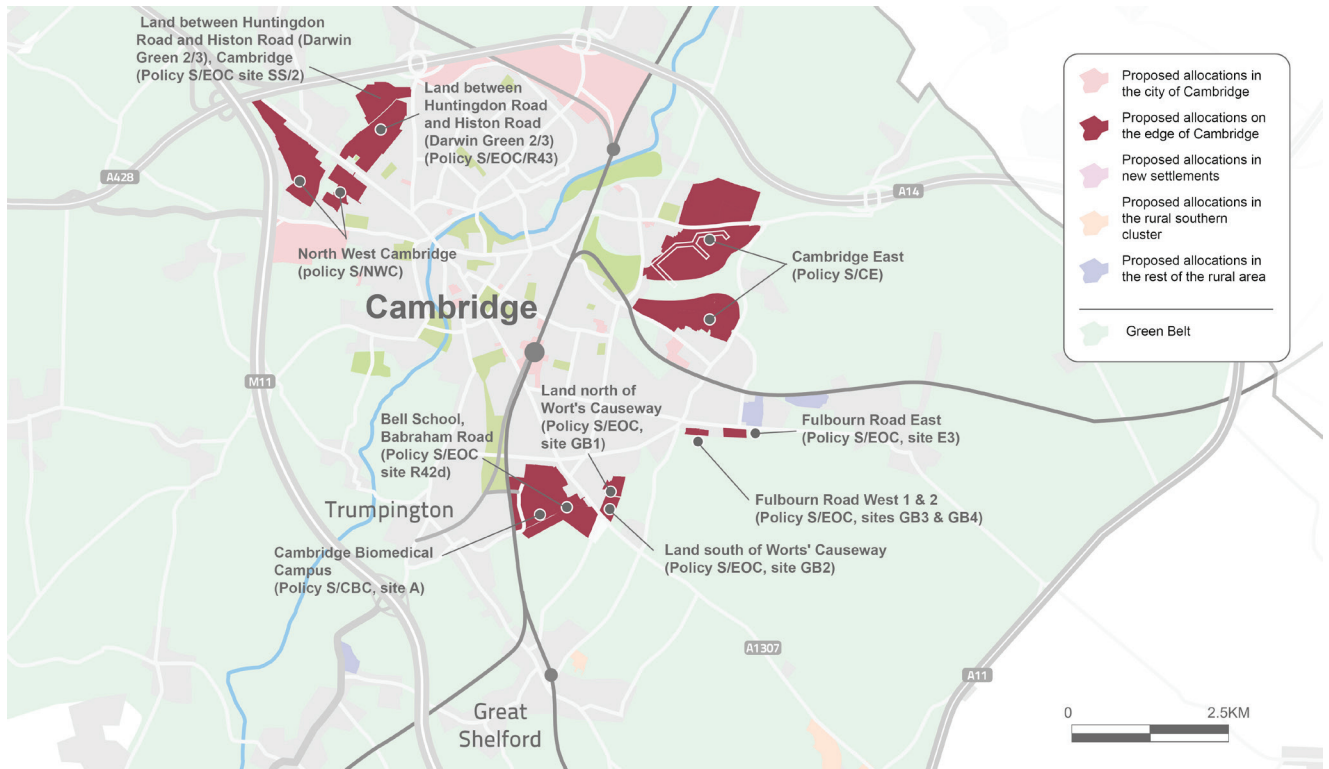 Land between Huntingdon
Road and Histon Road (Darwin
Green 2/3), Cambridge
(Policy S/EOC site SS/2)
Land between
Huntingdon Road
and Histon Road
(Darwin Green 2/3)
(Policy S/EOC/R43)
A428
A14
North West Cambridge
(policy S/NWC)
Cambridge East
(Policy S/CE)
Cambridge
M11
Land north of
Wort's Causeway
(Policy S/EOC,
site GB1)
Bell School,
Babraham Road
(Policy S/EOC
site R42d)
Fulbourn Road East
(Policy S/EOC, site E3)
Fulbourn Road West 1 & 2
(Policy S/EOC, sites GB3 & GB4)
Trumpington
Cambridge Biomedical
Campus
(Policy S/CBC, site A)
Land south of Worts' Causeway
(Policy S/EOC, site GB2)
A1307
A11
Great
Shelford
Proposed allocations in
the city of Cambridge
Proposed allocations on
the edge of Cambridge
Proposed allocations in
new settlements
Proposed allocations in
the rural southern
cluster
Proposed allocations in
the rest of the rural area
Green Belt
0
2.5KM